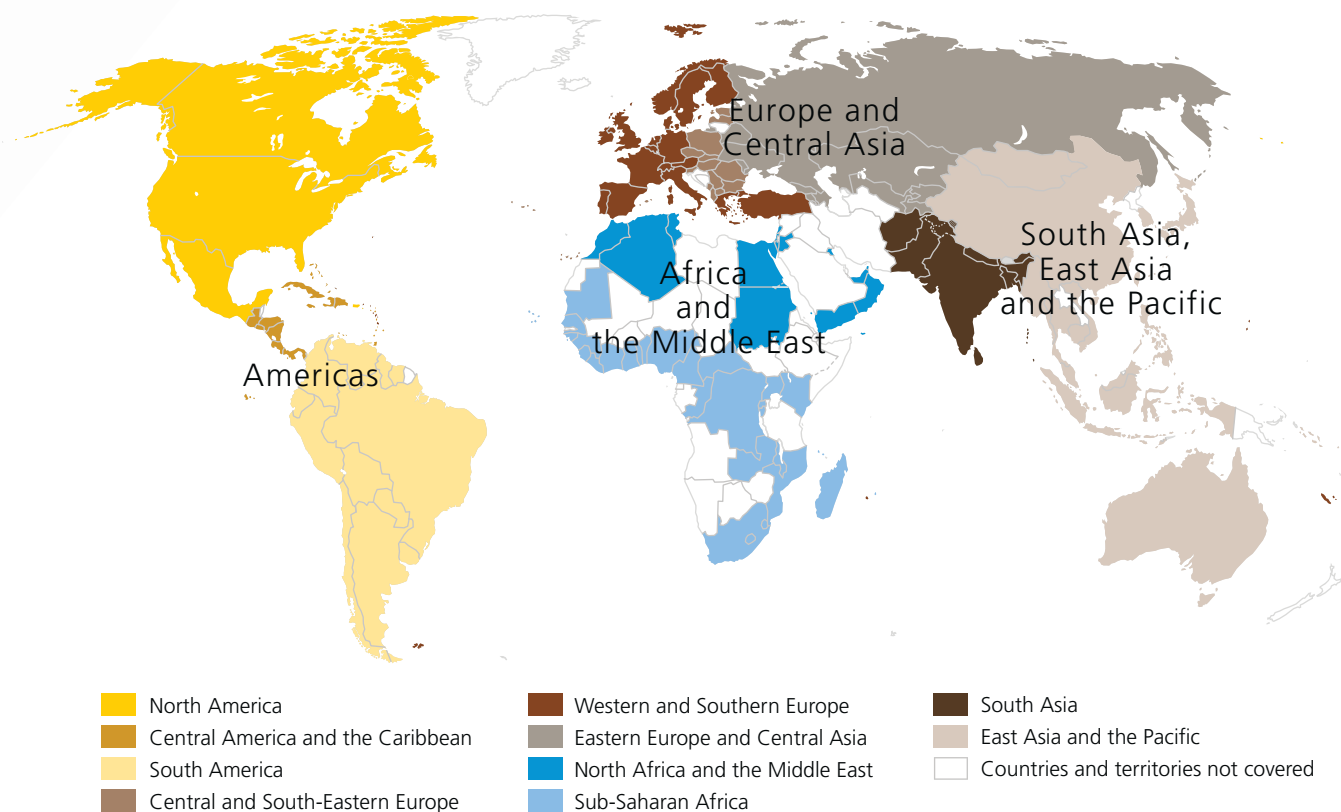 Europe and
Central Asia
South Asia,
East Asia
and the Pacific
Africa
and
the Middle East
Americas
North America
Central America and the Caribbean
South America
Central and South-Eastern Europe
Western and Southern Europe
Eastern Europe and Central Asia
North Africa and the Middle East
Sub-Saharan Africa
South Asia
East Asia and the Pacific
Countries and territories not covered